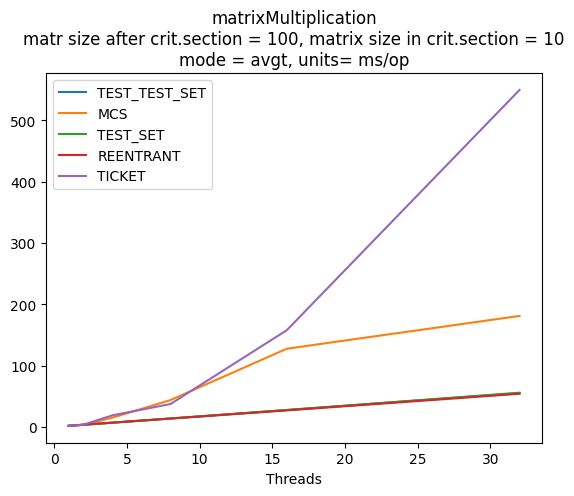 matrixMultiplication
matr size after crit.section = 100, matrix size in crit.section = 10
mode = avgt, units= ms/op
TEST_TEST_SET
MCS
TEST_SET
REENTRANT
TICKET
500
400
300
200
100
0
0 5 10 15 20 25 30
Threads